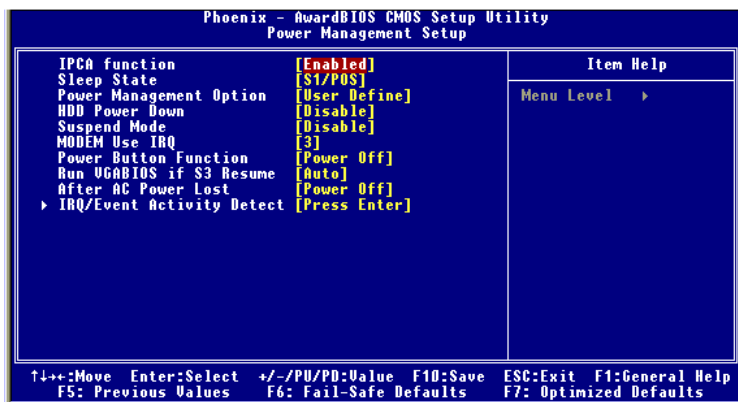 Phoenix - AwardBIOS CMOS Setup Utility
Power Management Setup
IPCA function [Enabled]
Sleep State [S1/POS]
Power Management Option [User Define]
HDD Power Down [Disable]
Suspend Mode [Disable]
MODEM Use IRQ [3]
Power Button Function [Power Off]
Run VGABIOS if S3 Resume [Auto]
After AC Power Lost [Power Off]
▸ IRQ/Event Activity Detect [Press Enter]
Item Help
Menu Level ▸
↑↓→←:Move Enter:Select +/-/PU/PD:Value F10:Save ESC:Exit F1:General Help
F5: Previous Values F6: Fail-Safe Defaults F7: Optimized Defaults